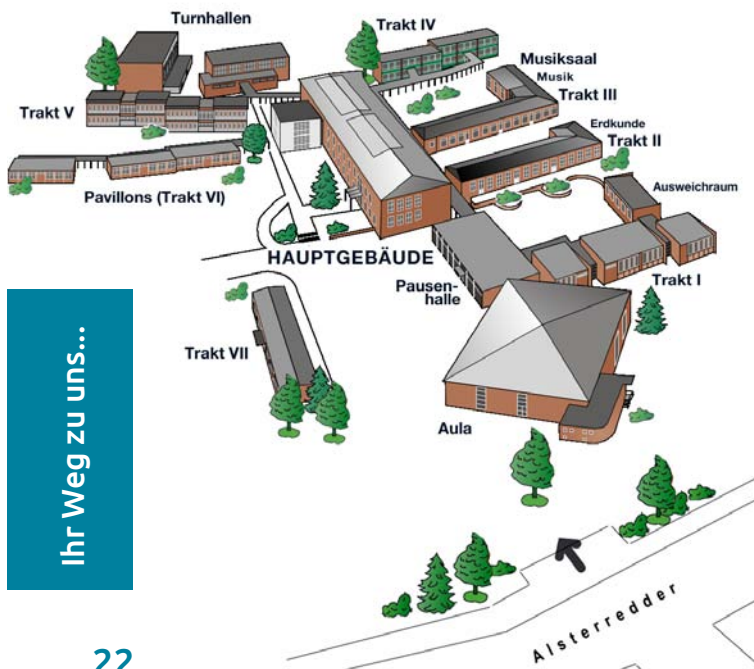 Turnhallen
Trakt IV
Musiksaal
Musik
Trakt III
Trakt V
Erdkunde
Trakt II
Pavillons (Trakt VI)
Ausweichraum
HAUPTGEBÄUDE
Pausen-
halle
Trakt I
Trakt VII
Aula
Ihr Weg zu uns...
Alsterredder
22